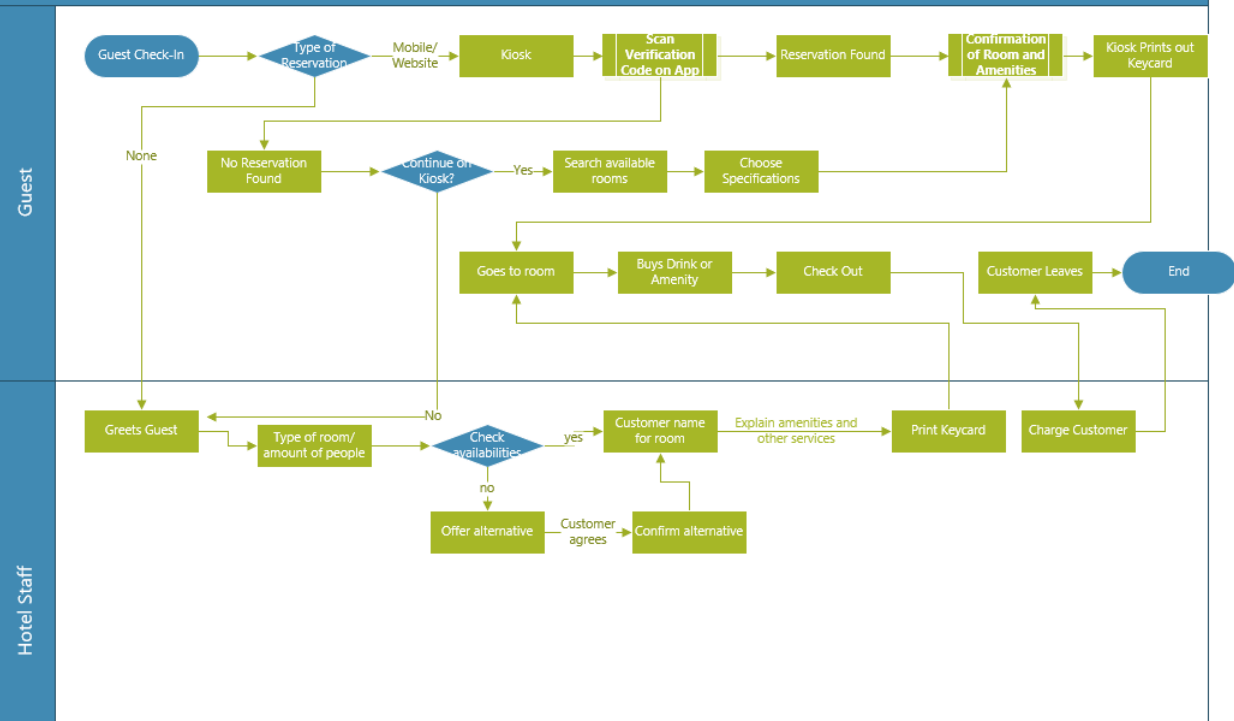 Guest
Guest Check-In
Type of
Reservation
Mobile/
Website
Kiosk
Scan
Verification
Code on App
Reservation Found
Confirmation
of Room and
Amenities
Kiosk Prints out
Keycard
None
No Reservation
Found
Continue on
Kiosk?
Yes
Search available
rooms
Choose
Specifications
Goes to room
Buys Drink or
Amenity
Check Out
Customer Leaves
End
Hotel Staff
No
Greets Guest
Type of room/
amount of people
Check
availabilities
yes
Customer name
for room
Explain amenities and
other services
Print Keycard
Charge Customer
no
Offer alternative
Customer
agrees
Confirm alternative